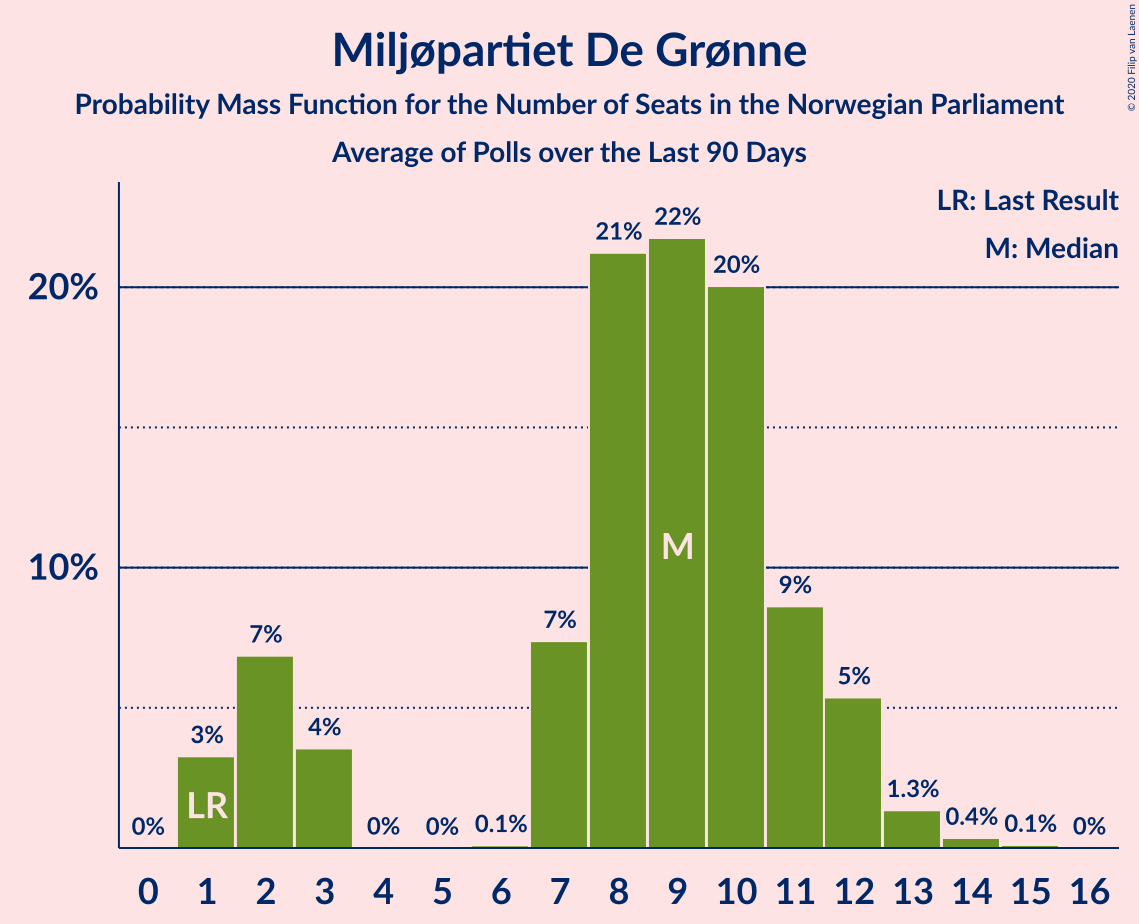 Miljøpartiet De Grønne
Probability Mass Function for the Number of Seats in the Norwegian Parliament
Average of Polls over the Last 90 Days
© 2020 Filip van Laenen
LR: Last Result
M: Median
20%
10%
0% 3% 7% 4% 0% 0% 0.1% 7% 21% 22% 20% 9% 5% 1.3% 0.4% 0.1% 0%
LR M
0 1 2 3 4 5 6 7 8 9 10 11 12 13 14 15 16